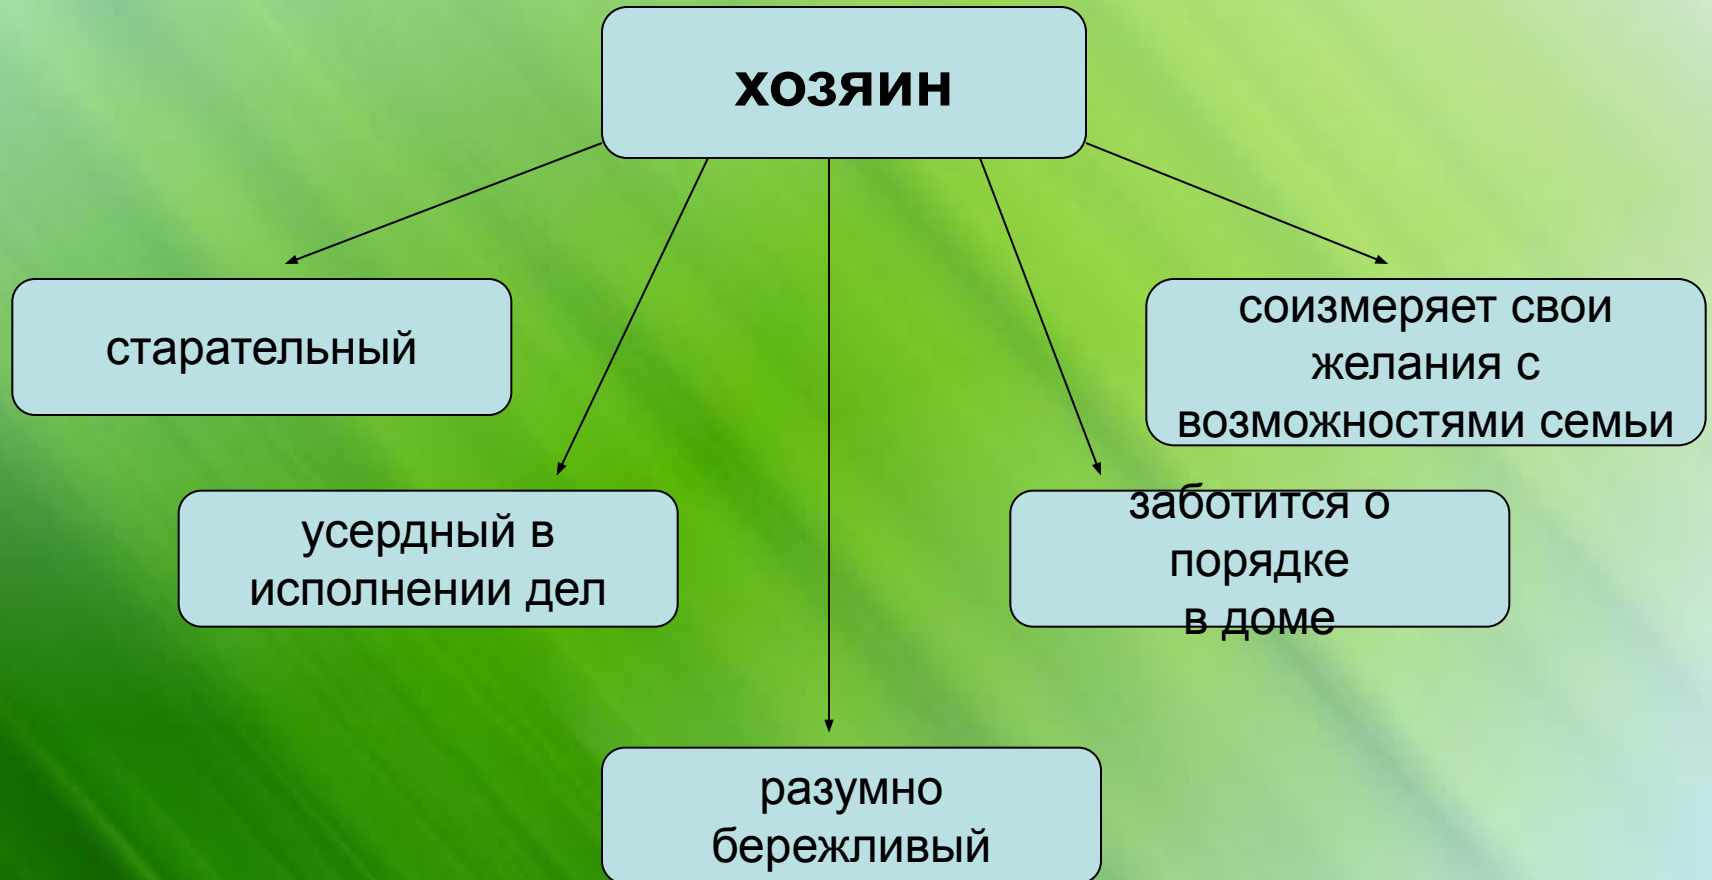 хозяин
старательный
соизмеряет свои
желания с
возможностями семьи
усердный в
исполнении дел
заботится о
порядке
в доме
разумно
бережливый